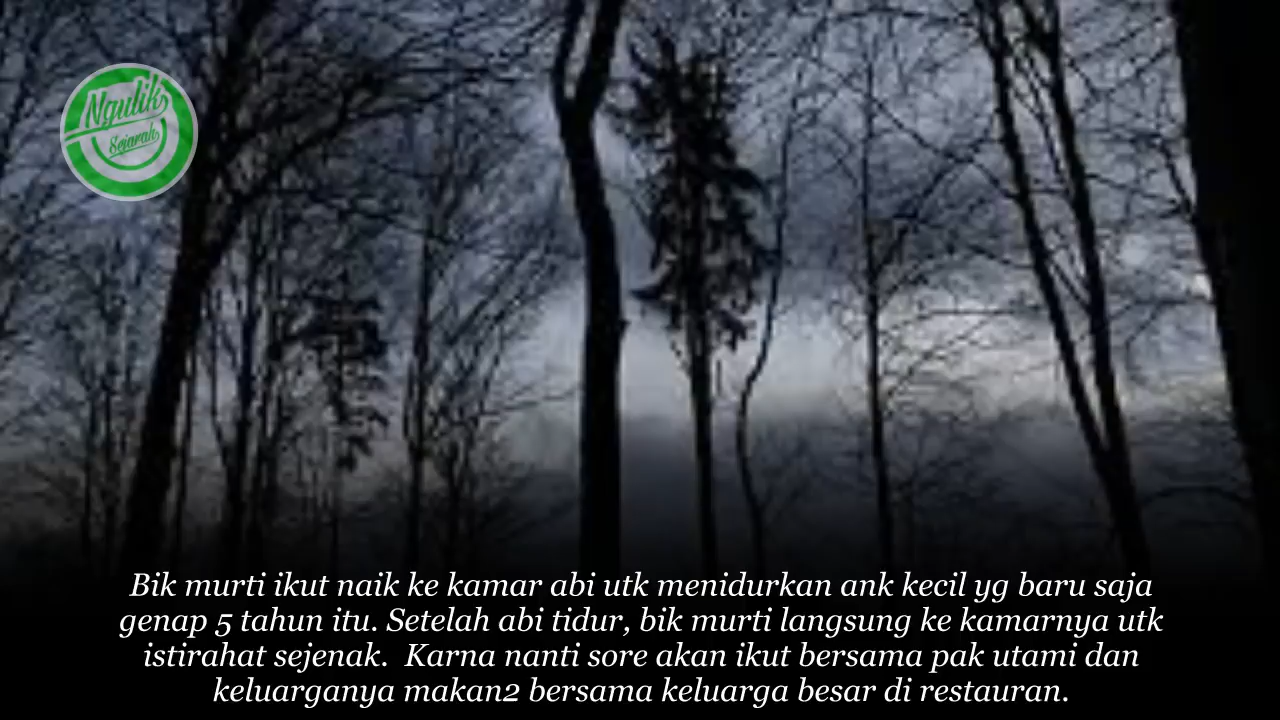 Ngulik
Sejarah
Bik murti ikut naik ke kamar abi utk menidurkan ank kecil yg baru saja
genap 5 tahun itu. Setelah abi tidur, bik murti langsung ke kamarnya utk
istirahat sejenak.  Karna nanti sore akan ikut bersama pak utami dan
keluarganya makan2 bersama keluarga besar di restauran.